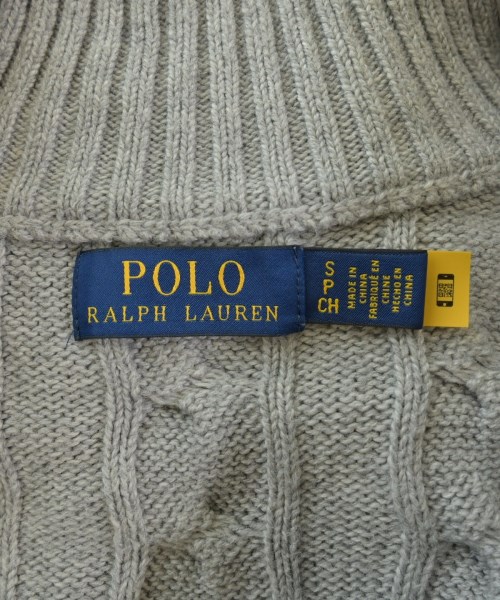 POLO
RALPH LAUREN
S
P
CH
MADE IN
CHINA
FABRIQUÉ EN
CHINE
HECHO EN
CHINA